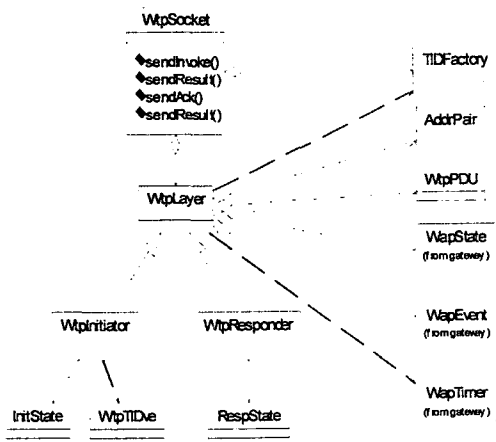 WtpSocket
sendInvoke()
sendResult()
sendAck()
sendResult()
TIDFactory
AddrPair
WtpLayer
WtpPDU
WapState
(from gateway)
WtpInitiator
WtpResponder
WapEvent
(from gateway)
WapTimer
(from gateway)
InitState
WtpTIDve
RespState